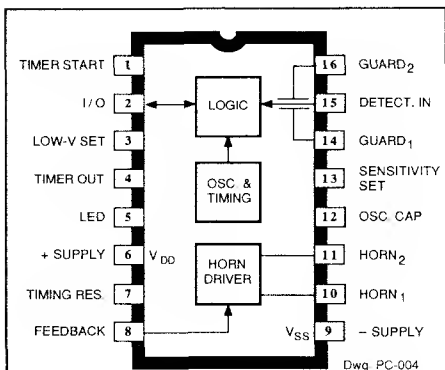 TIMER START 1
I/O 2
LOW-V SET 3
TIMER OUT 4
LED 5
+ SUPPLY 6 V_DD
TIMING RES. 7
FEEDBACK 8
LOGIC
OSC. & TIMING
HORN DRIVER
16 GUARD₂
15 DETECT. IN
14 GUARD₁
13 SENSITIVITY SET
12 OSC. CAP
11 HORN₂
10 HORN₁
V_SS 9 – SUPPLY
Dwg. PC-004